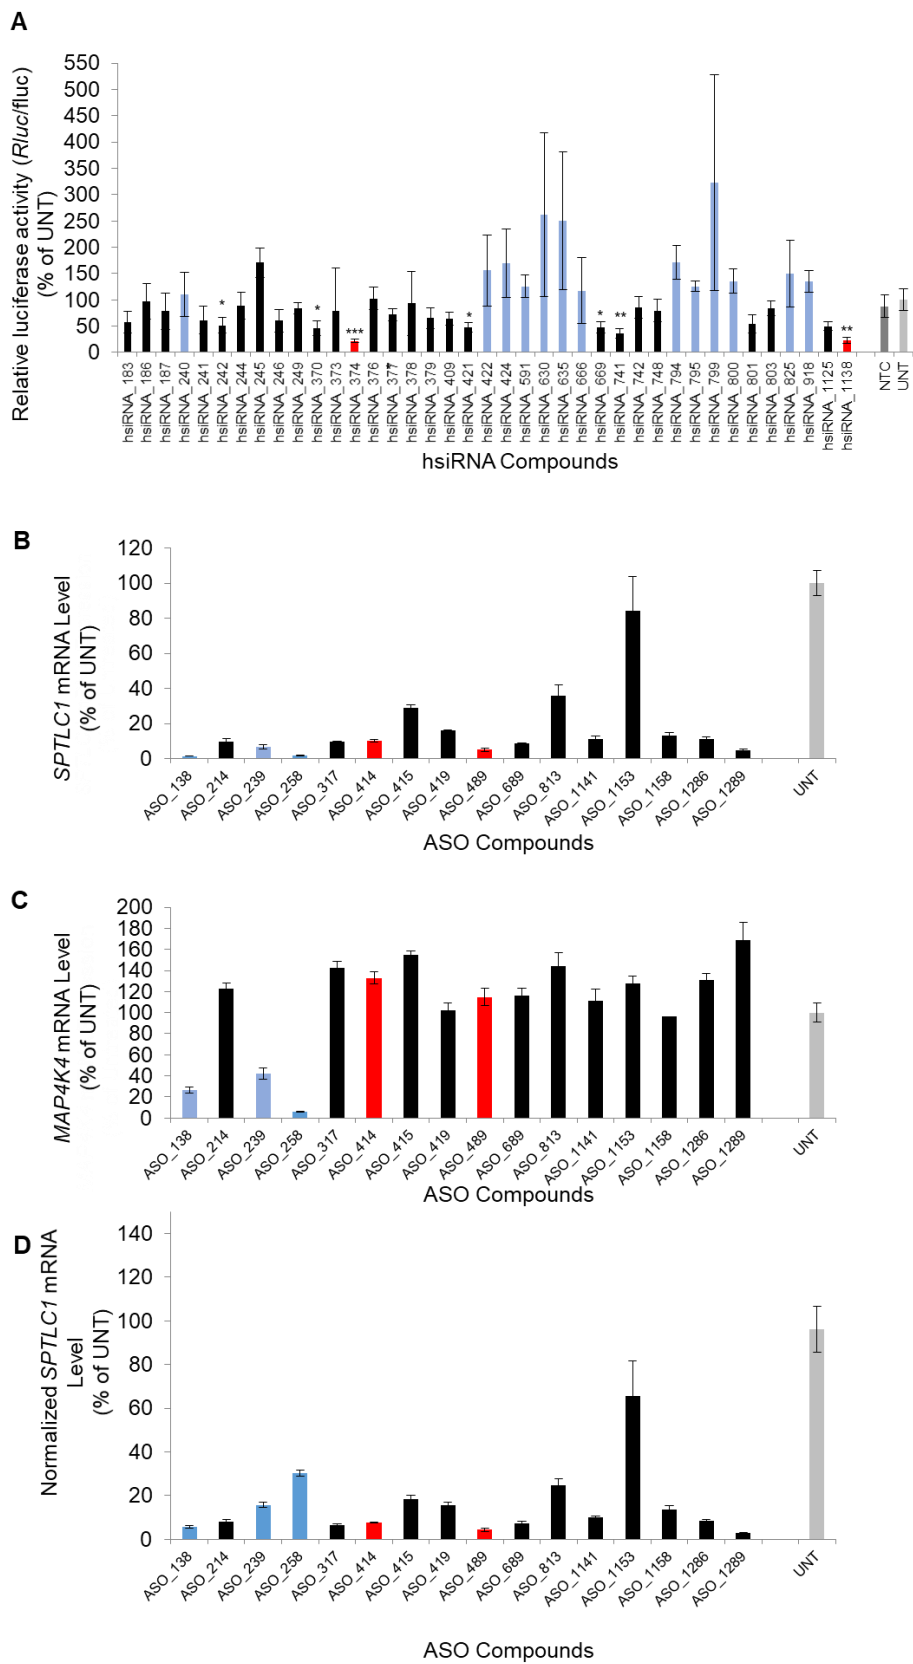 A
Relative luciferase activity (Rluc/fluc)
(% of UNT)
550
500
450
400
350
300
250
200
150
100
50
0
* * *** * * ** **
hsiRNA_183
hsiRNA_186
hsiRNA_187
hsiRNA_240
hsiRNA_241
hsiRNA_242
hsiRNA_244
hsiRNA_245
hsiRNA_246
hsiRNA_249
hsiRNA_370
hsiRNA_373
hsiRNA_374
hsiRNA_376
hsiRNA_377
hsiRNA_378
hsiRNA_379
hsiRNA_409
hsiRNA_421
hsiRNA_422
hsiRNA_424
hsiRNA_591
hsiRNA_630
hsiRNA_635
hsiRNA_666
hsiRNA_669
hsiRNA_741
hsiRNA_742
hsiRNA_748
hsiRNA_794
hsiRNA_795
hsiRNA_799
hsiRNA_800
hsiRNA_801
hsiRNA_803
hsiRNA_825
hsiRNA_918
hsiRNA_1125
hsiRNA_1138
NTC
UNT
hsiRNA Compounds
B
SPTLC1 mRNA Level
(% of UNT)
120
100
80
60
40
20
0
ASO_138
ASO_214
ASO_239
ASO_258
ASO_317
ASO_414
ASO_415
ASO_419
ASO_489
ASO_689
ASO_813
ASO_1141
ASO_1153
ASO_1158
ASO_1286
ASO_1289
UNT
ASO Compounds
C
MAP4K4 mRNA Level
(% of UNT)
200
180
160
140
120
100
80
60
40
20
0
ASO_138
ASO_214
ASO_239
ASO_258
ASO_317
ASO_414
ASO_415
ASO_419
ASO_489
ASO_689
ASO_813
ASO_1141
ASO_1153
ASO_1158
ASO_1286
ASO_1289
UNT
ASO Compounds
D
Normalized SPTLC1 mRNA
Level
(% of UNT)
140
120
100
80
60
40
20
0
ASO_138
ASO_214
ASO_239
ASO_258
ASO_317
ASO_414
ASO_415
ASO_419
ASO_489
ASO_689
ASO_813
ASO_1141
ASO_1153
ASO_1158
ASO_1286
ASO_1289
UNT
ASO Compounds